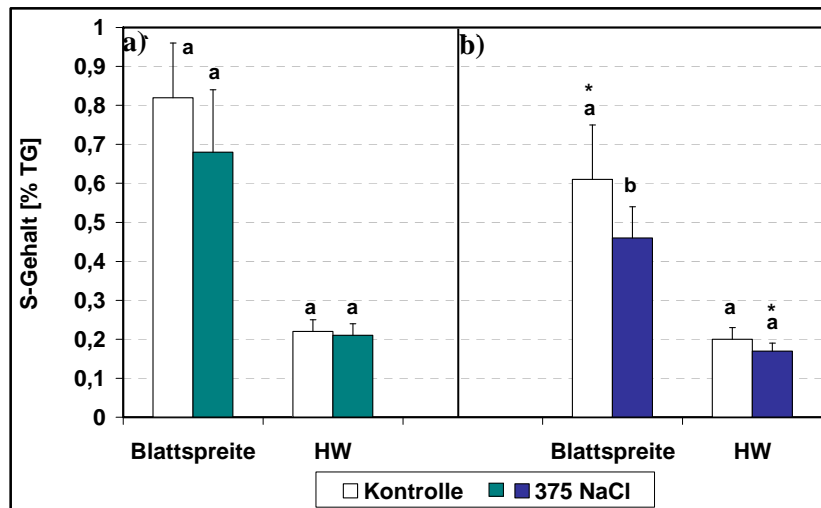 a) b)
S-Gehalt [% TG]
1
0,9
0,8
0,7
0,6
0,5
0,4
0,3
0,2
0,1
0
a a a a
* a b a * a
Blattspreite HW Blattspreite HW
Kontrolle 375 NaCl